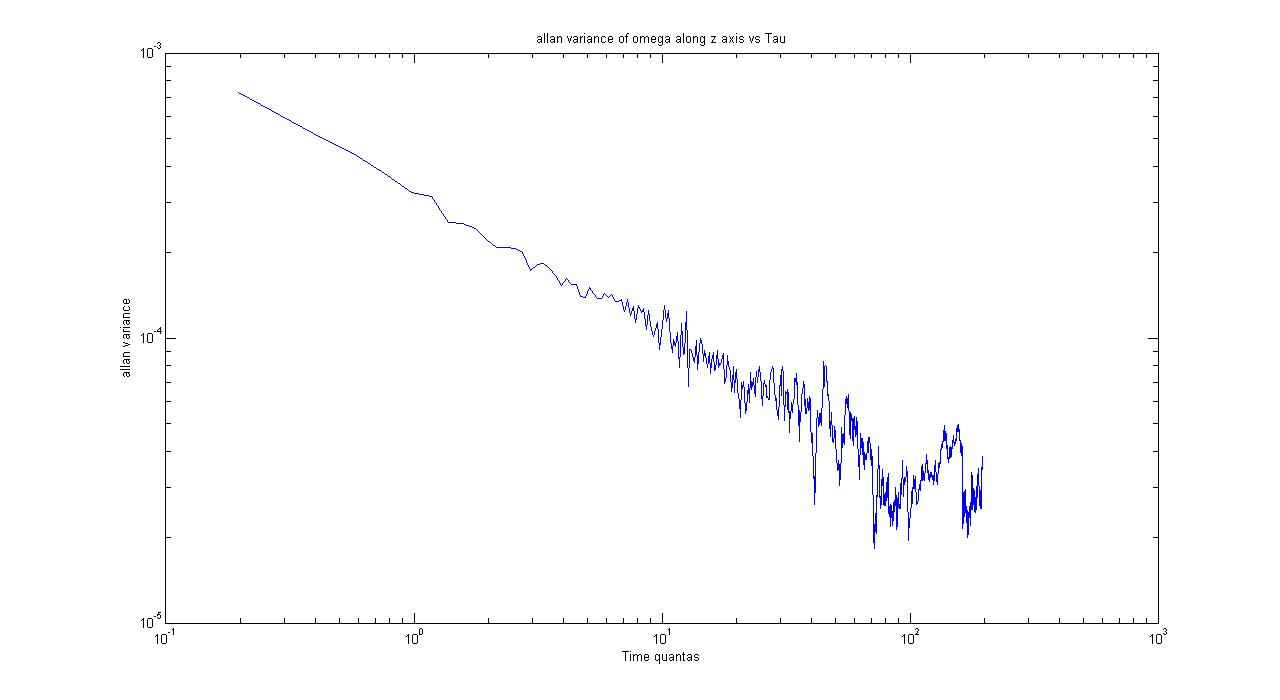 allan variance of omega along z axis vs Tau
10^-3
10^-4
10^-5
allan variance
10^-1
10^0
10^1
10^2
10^3
Time quantas